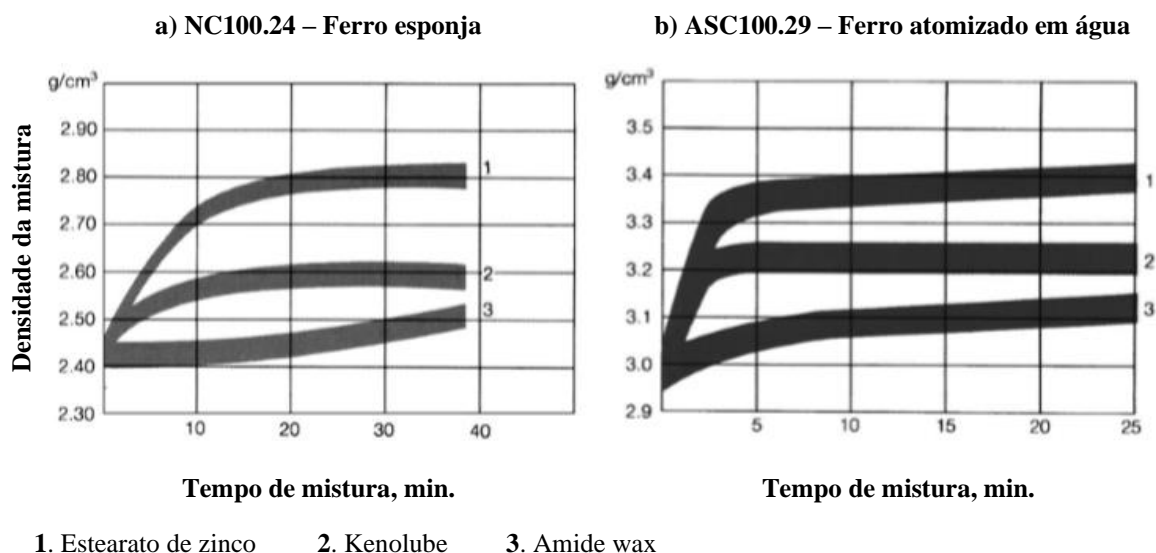 a) NC100.24 – Ferro esponja
b) ASC100.29 – Ferro atomizado em água
Densidade da mistura
g/cm³
2.90
2.80
2.70
2.60
2.50
2.40
2.30
10 20 30 40
1
2
3
Tempo de mistura, min.
g/cm³
3.5
3.4
3.3
3.2
3.1
3.0
2.9
5 10 15 20 25
1
2
3
Tempo de mistura, min.
1. Estearato de zinco 2. Kenolube 3. Amide wax